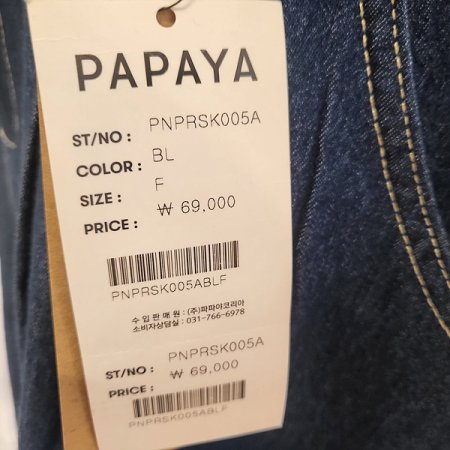 PAPAYA
ST/NO : PNPRSK005A
COLOR : BL
SIZE : F
PRICE : ₩ 69,000
PNPRSK005ABLF
수 입 판 매 원 : (주)파파야코리아
소비자상담실 : 031-766-6978
ST/NO : PNPRSK005A
PRICE : ₩ 69,000
PNPRSK005ABLF